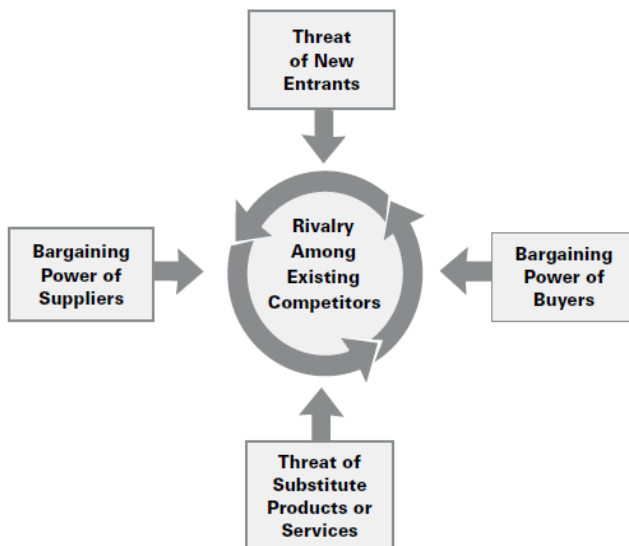 Threat
of New
Entrants
Bargaining
Power of
Suppliers
Rivalry
Among
Existing
Competitors
Bargaining
Power of
Buyers
Threat of
Substitute
Products or
Services